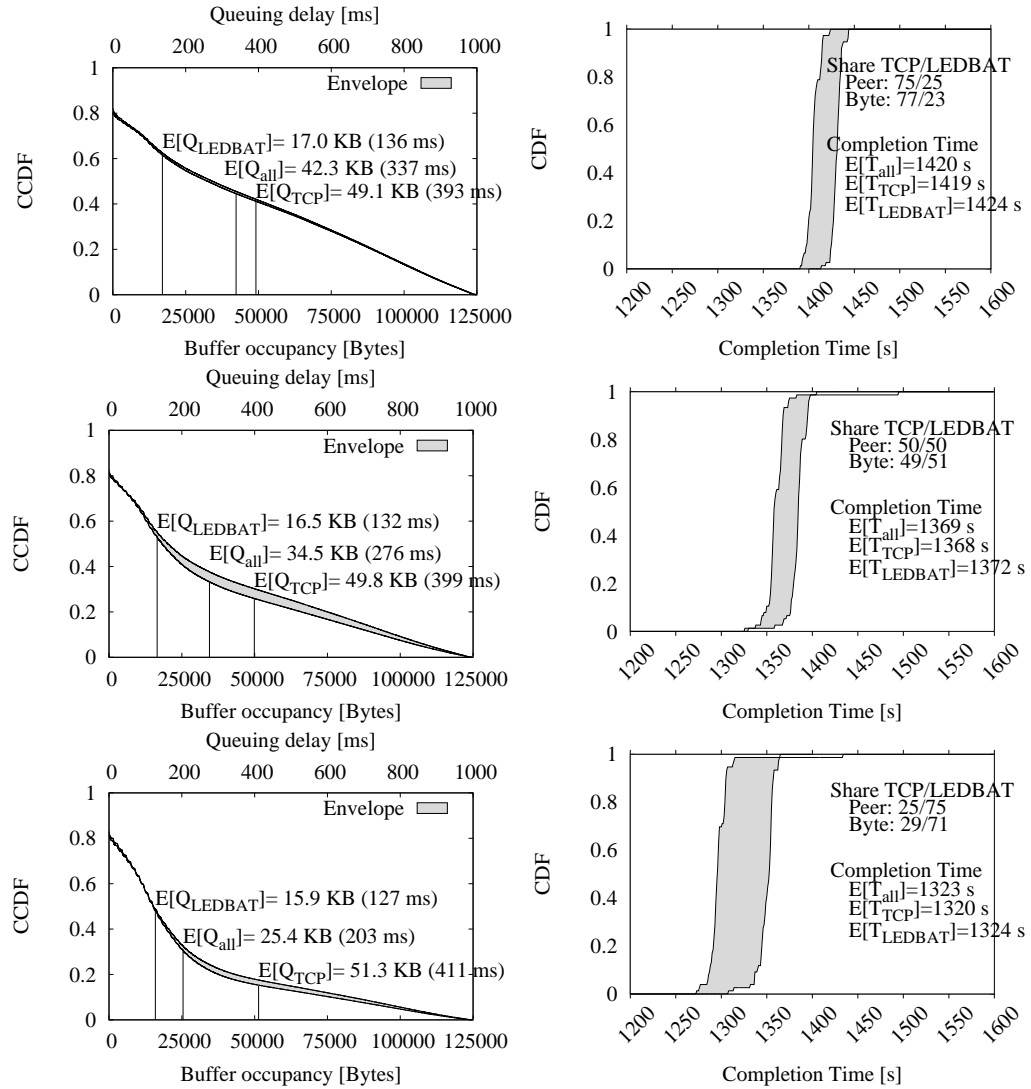 Queuing delay [ms]
0 200 400 600 800 1000
CCDF
1
0.8
0.6
0.4
0.2
0
Envelope
E[Q_LEDBAT]= 17.0 KB (136 ms)
E[Q_all]= 42.3 KB (337 ms)
E[Q_TCP]= 49.1 KB (393 ms)
0 25000 50000 75000 100000 125000
Buffer occupancy [Bytes]
CDF
1
0.8
0.6
0.4
0.2
0
Share TCP/LEDBAT
Peer: 75/25
Byte: 77/23
Completion Time
E[T_all]=1420 s
E[T_TCP]=1419 s
E[T_LEDBAT]=1424 s
1200 1250 1300 1350 1400 1450 1500 1550 1600
Completion Time [s]
Queuing delay [ms]
0 200 400 600 800 1000
CCDF
1
0.8
0.6
0.4
0.2
0
Envelope
E[Q_LEDBAT]= 16.5 KB (132 ms)
E[Q_all]= 34.5 KB (276 ms)
E[Q_TCP]= 49.8 KB (399 ms)
0 25000 50000 75000 100000 125000
Buffer occupancy [Bytes]
CDF
1
0.8
0.6
0.4
0.2
0
Share TCP/LEDBAT
Peer: 50/50
Byte: 49/51
Completion Time
E[T_all]=1369 s
E[T_TCP]=1368 s
E[T_LEDBAT]=1372 s
1200 1250 1300 1350 1400 1450 1500 1550 1600
Completion Time [s]
Queuing delay [ms]
0 200 400 600 800 1000
CCDF
1
0.8
0.6
0.4
0.2
0
Envelope
E[Q_LEDBAT]= 15.9 KB (127 ms)
E[Q_all]= 25.4 KB (203 ms)
E[Q_TCP]= 51.3 KB (411 ms)
0 25000 50000 75000 100000 125000
Buffer occupancy [Bytes]
CDF
1
0.8
0.6
0.4
0.2
0
Share TCP/LEDBAT
Peer: 25/75
Byte: 29/71
Completion Time
E[T_all]=1323 s
E[T_TCP]=1320 s
E[T_LEDBAT]=1324 s
1200 1250 1300 1350 1400 1450 1500 1550 1600
Completion Time [s]